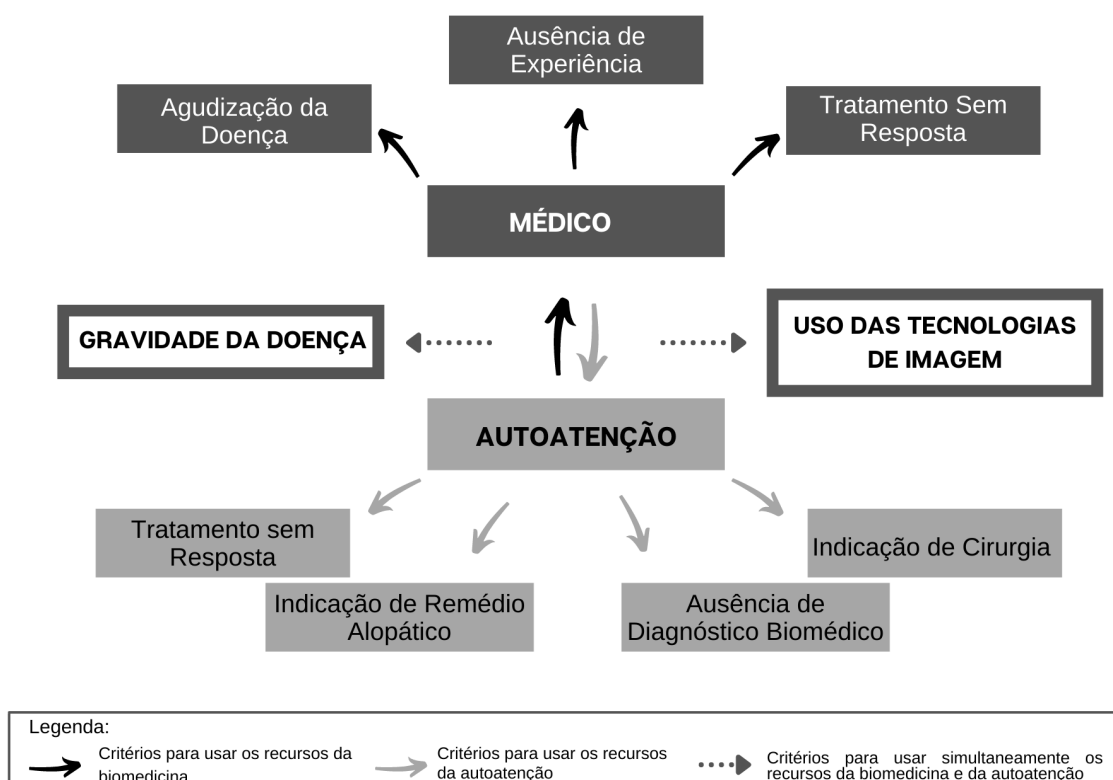 Ausência de
Experiência
Agudização da
Doença
Tratamento Sem
Resposta
MÉDICO
GRAVIDADE DA DOENÇA
USO DAS TECNOLOGIAS
DE IMAGEM
AUTOATENÇÃO
Tratamento sem
Resposta
Indicação de Cirurgia
Indicação de Remédio
Alopático
Ausência de
Diagnóstico Biomédico
Legenda:
Critérios para usar os recursos da
biomedicina
Critérios para usar os recursos
da autoatenção
Critérios para usar simultaneamente os
recursos da biomedicina e da autoatenção